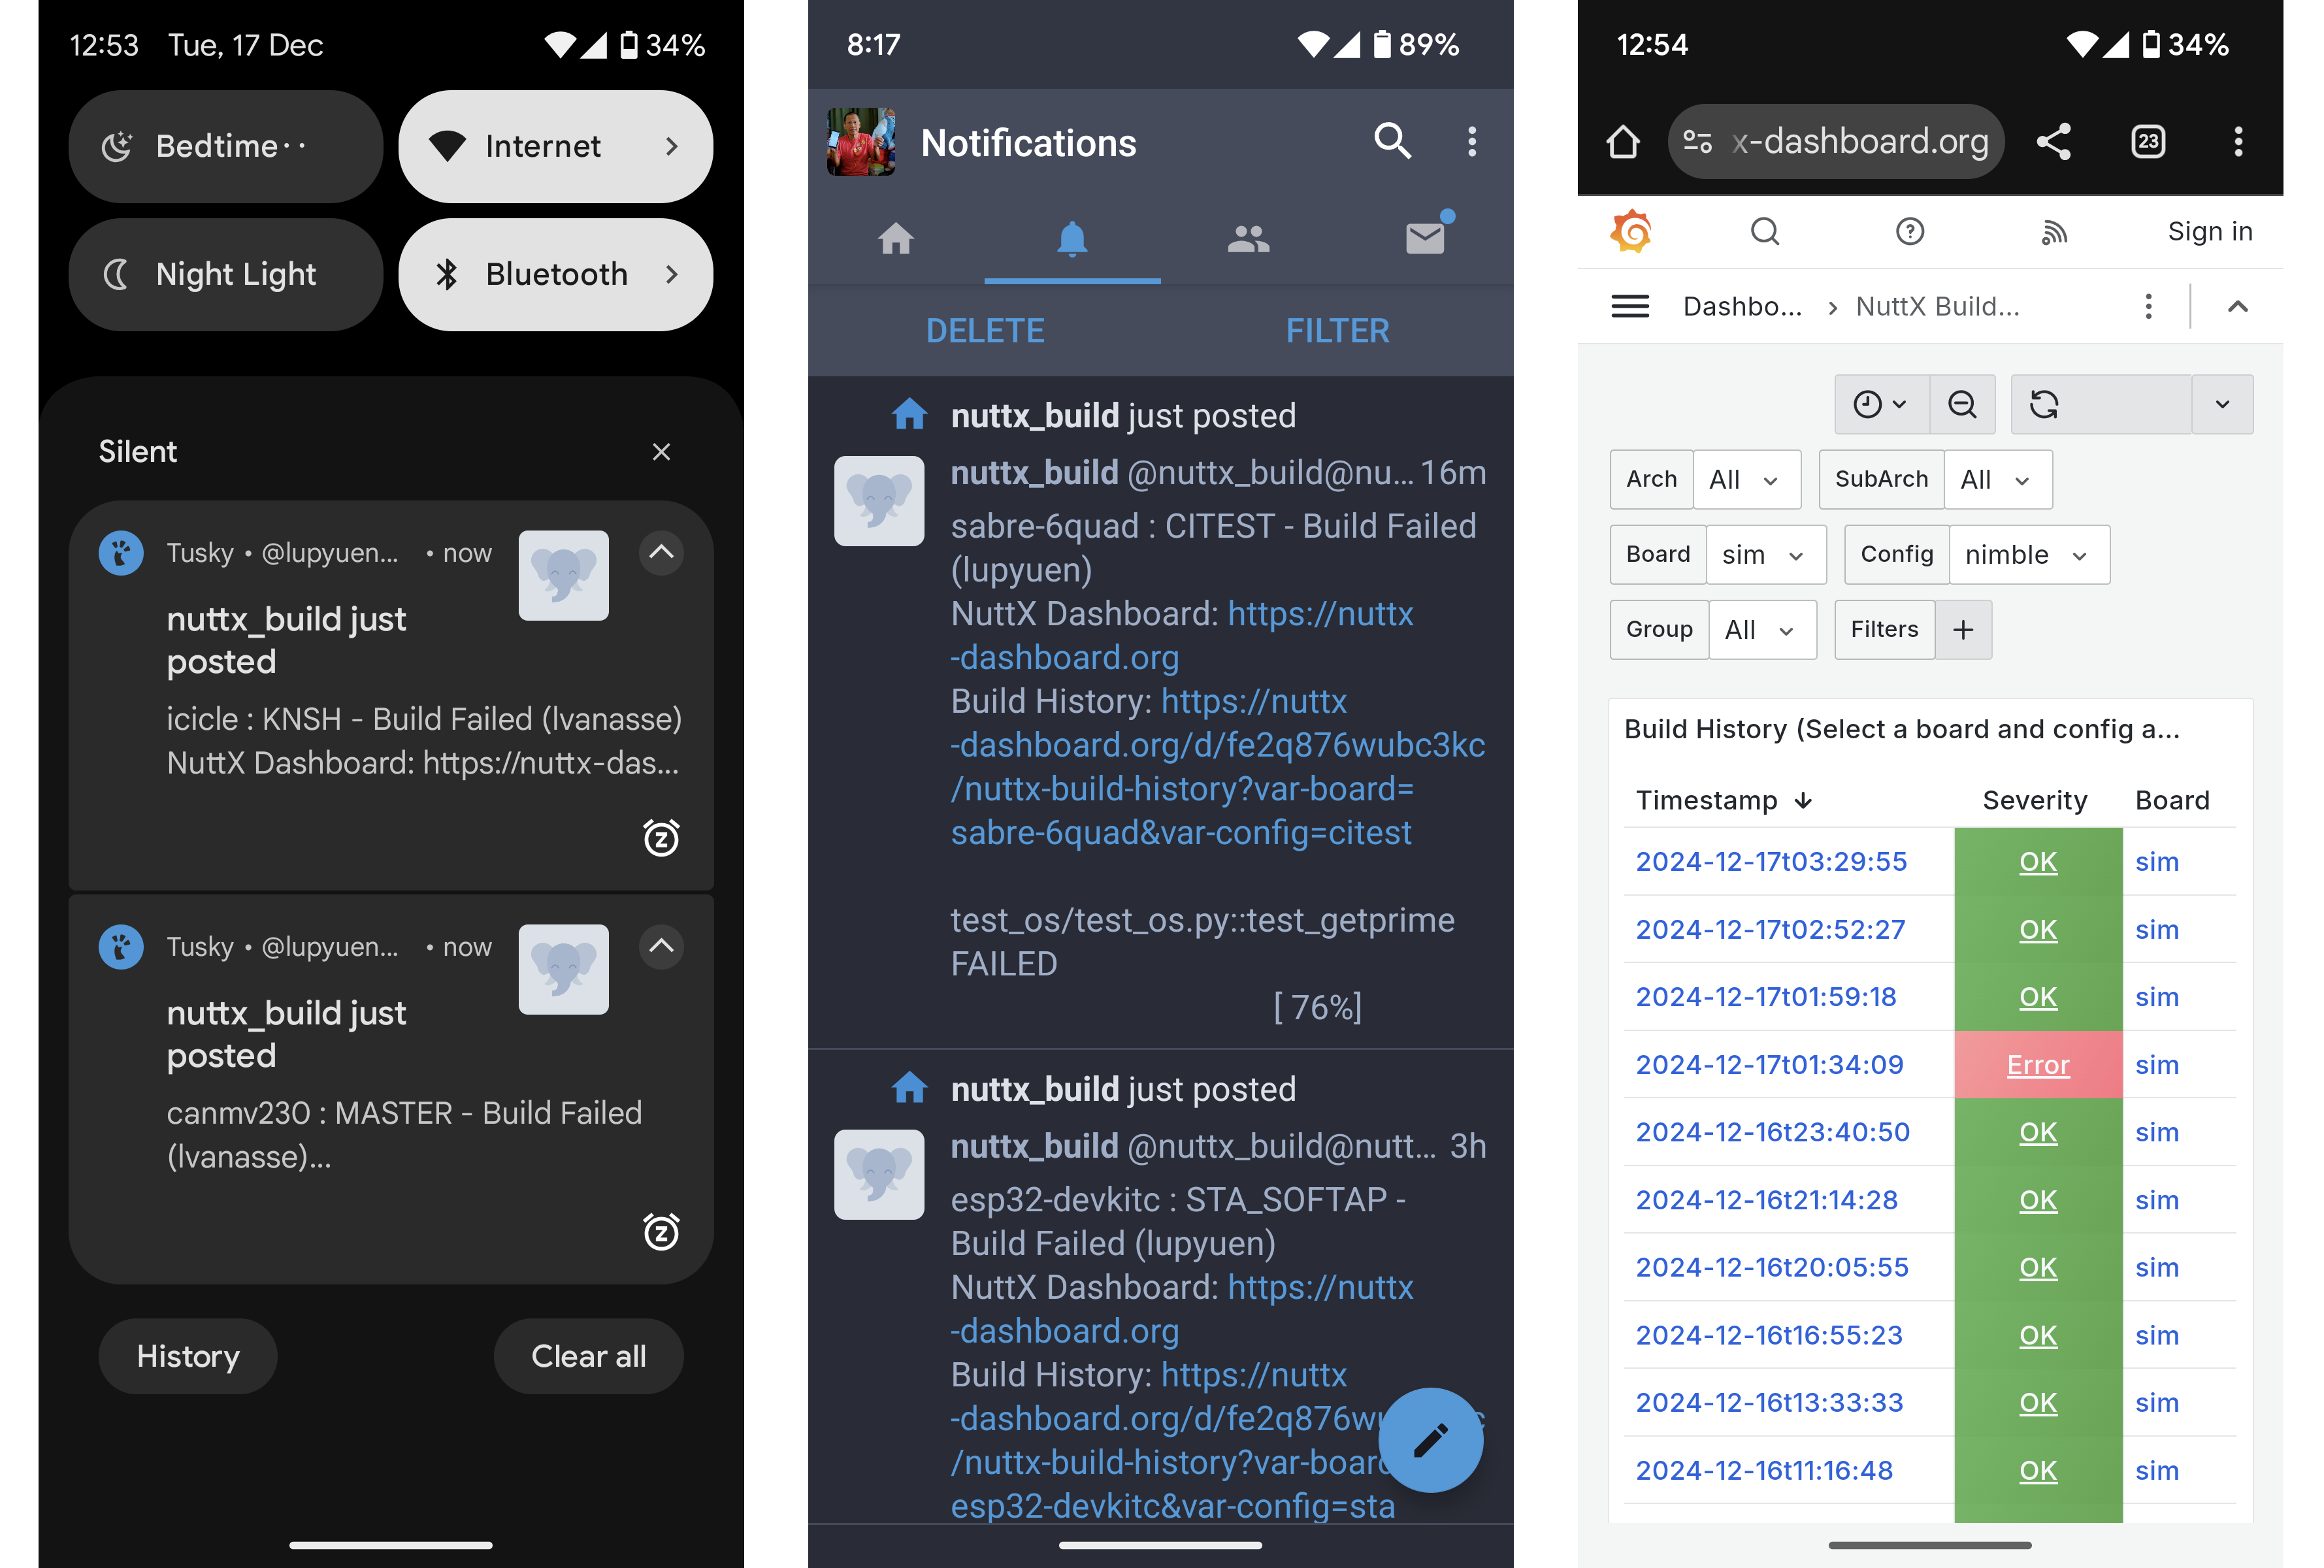 12:53 Tue, 17 Dec 34%
Bedtime
Internet
Night Light
Bluetooth
Silent
Tusky • @lupyuen... • now
nuttx_build just
posted
icicle : KNSH - Build Failed (lvanasse)
NuttX Dashboard: https://nuttx-das...
Tusky • @lupyuen... • now
nuttx_build just
posted
canmv230 : MASTER - Build Failed
(lvanasse)...
History
Clear all
8:17 89%
Notifications
DELETE
FILTER
nuttx_build just posted
nuttx_build @nuttx_build@nu... 16m
sabre-6quad : CITEST - Build Failed
(lupyuen)
NuttX Dashboard: https://nuttx
-dashboard.org
Build History: https://nuttx
-dashboard.org/d/fe2q876wubc3kc
/nuttx-build-history?var-board=
sabre-6quad&var-config=citest
test_os/test_os.py::test_getprime
FAILED
[ 76%]
nuttx_build just posted
nuttx_build @nuttx_build@nutt... 3h
esp32-devkitc : STA_SOFTAP -
Build Failed (lupyuen)
NuttX Dashboard: https://nuttx
-dashboard.org
Build History: https://nuttx
-dashboard.org/d/fe2q876wu c
/nuttx-build-history?var-board
esp32-devkitc&var-config=sta
12:54 34%
x-dashboard.org
23
Sign in
Dashbo... › NuttX Build...
Arch All
SubArch All
Board sim
Config nimble
Group All
Filters +
Build History (Select a board and config a...
Timestamp ↓ Severity Board
2024-12-17t03:29:55 OK sim
2024-12-17t02:52:27 OK sim
2024-12-17t01:59:18 OK sim
2024-12-17t01:34:09 Error sim
2024-12-16t23:40:50 OK sim
2024-12-16t21:14:28 OK sim
2024-12-16t20:05:55 OK sim
2024-12-16t16:55:23 OK sim
2024-12-16t13:33:33 OK sim
2024-12-16t11:16:48 OK sim